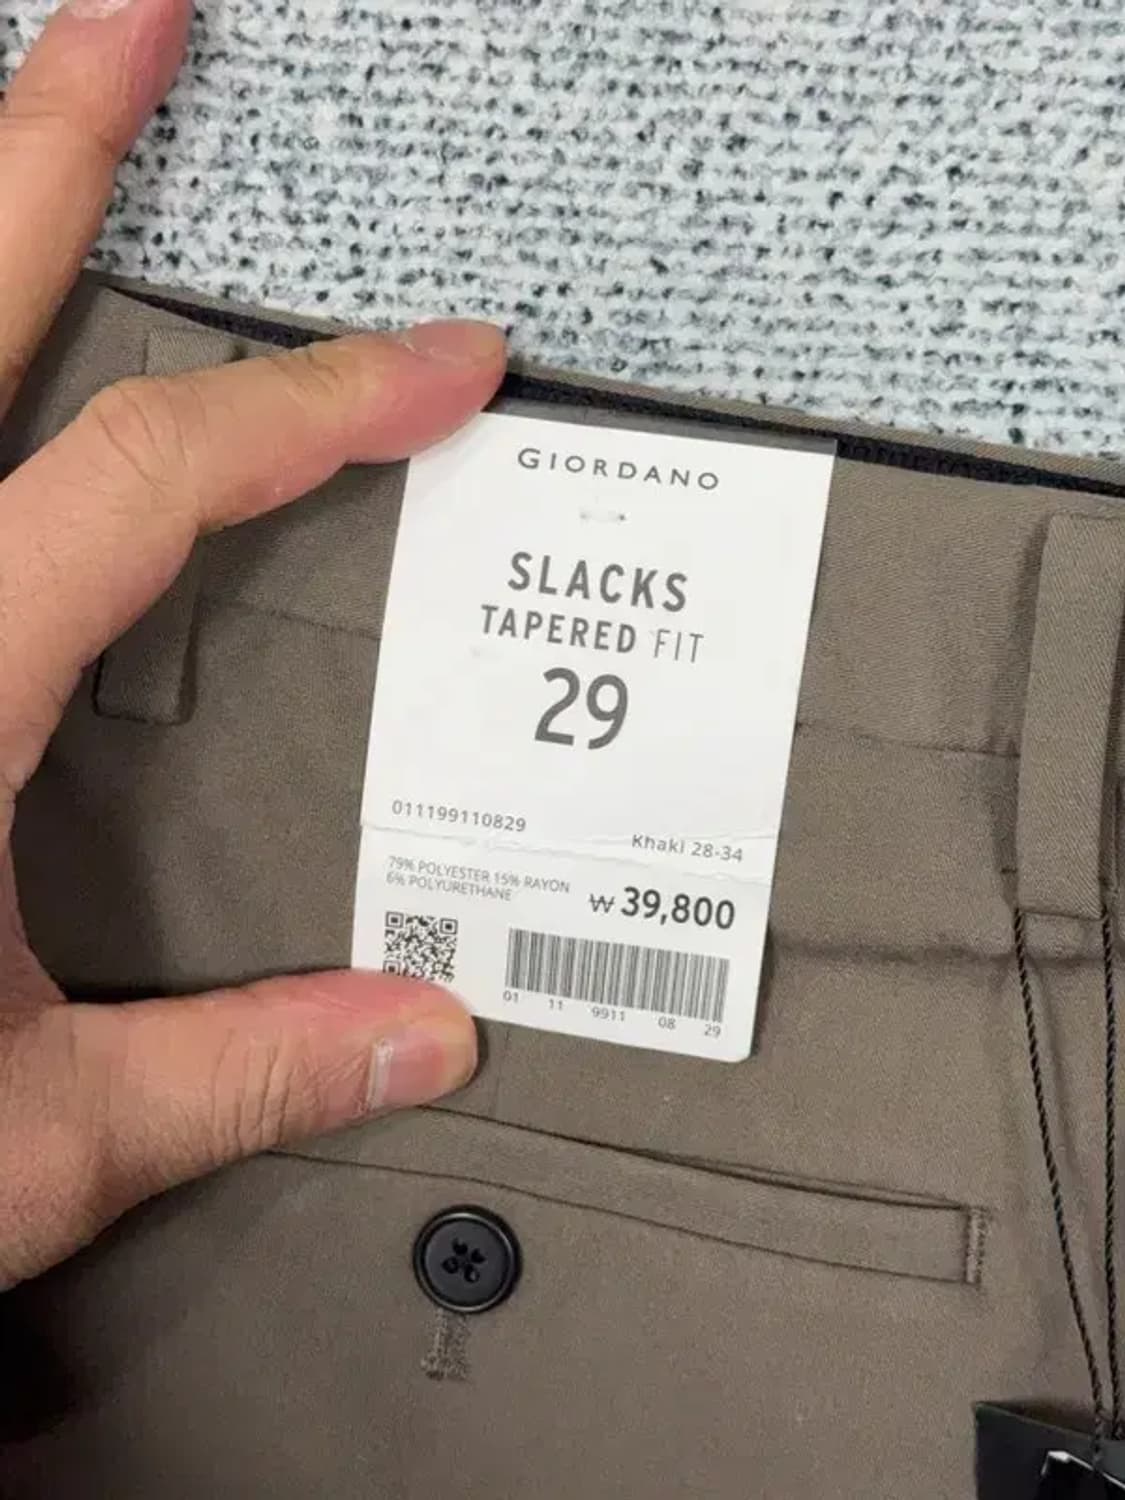 GIORDANO
SLACKS
TAPERED FIT
29
011199110829
Khaki 28-34
79% POLYESTER 15% RAYON
6% POLYURETHANE
₩ 39,800
01 11 9911 08 29